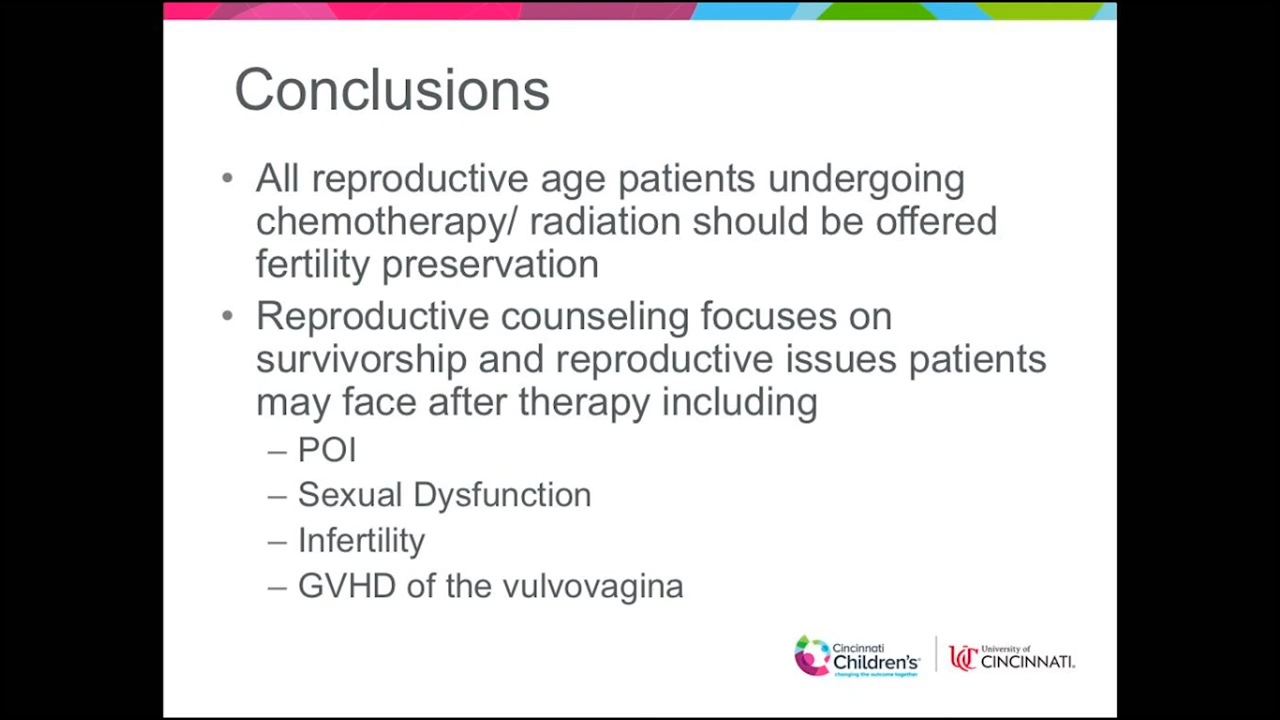 Conclusions
• All reproductive age patients undergoing
chemotherapy/ radiation should be offered
fertility preservation
• Reproductive counseling focuses on
survivorship and reproductive issues patients
may face after therapy including
– POI
– Sexual Dysfunction
– Infertility
– GVHD of the vulvovagina
Cincinnati
Children's
changing the outcome together
University of
CINCINNATI